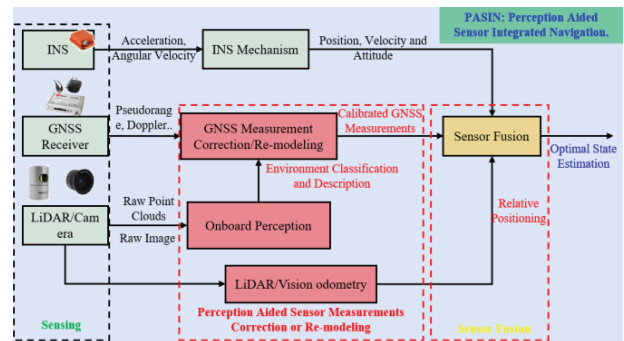 PASIN: Perception Aided
Sensor Integrated Navigation.
INS
Acceleration,
Angular Velocity
INS Mechanism
Position, Velocity and
Attitude
Pseudorang
e, Doppler..
GNSS
Receiver
GNSS Measurement
Correction/Re-modeling
Calibrated GNSS
Measurements
Sensor Fusion
Optimal State
Estimation
Environment Classification
and Description
LiDAR/Cam
era
Raw Point
Clouds
Raw Image
Onboard Perception
Relative
Positioning
LiDAR/Vision odometry
Sensing
Perception Aided Sensor Measurements
Correction or Re-modeling
Sensor Fusion